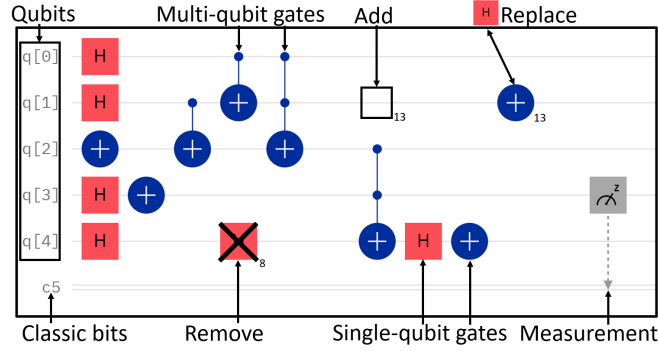 Qubits
Multi-qubit gates
Add
H Replace
q[0] H
q[1] H
13
13
q[2]
q[3] H
z
q[4] H
8
H
c5
Classic bits
Remove
Single-qubit gates
Measurement